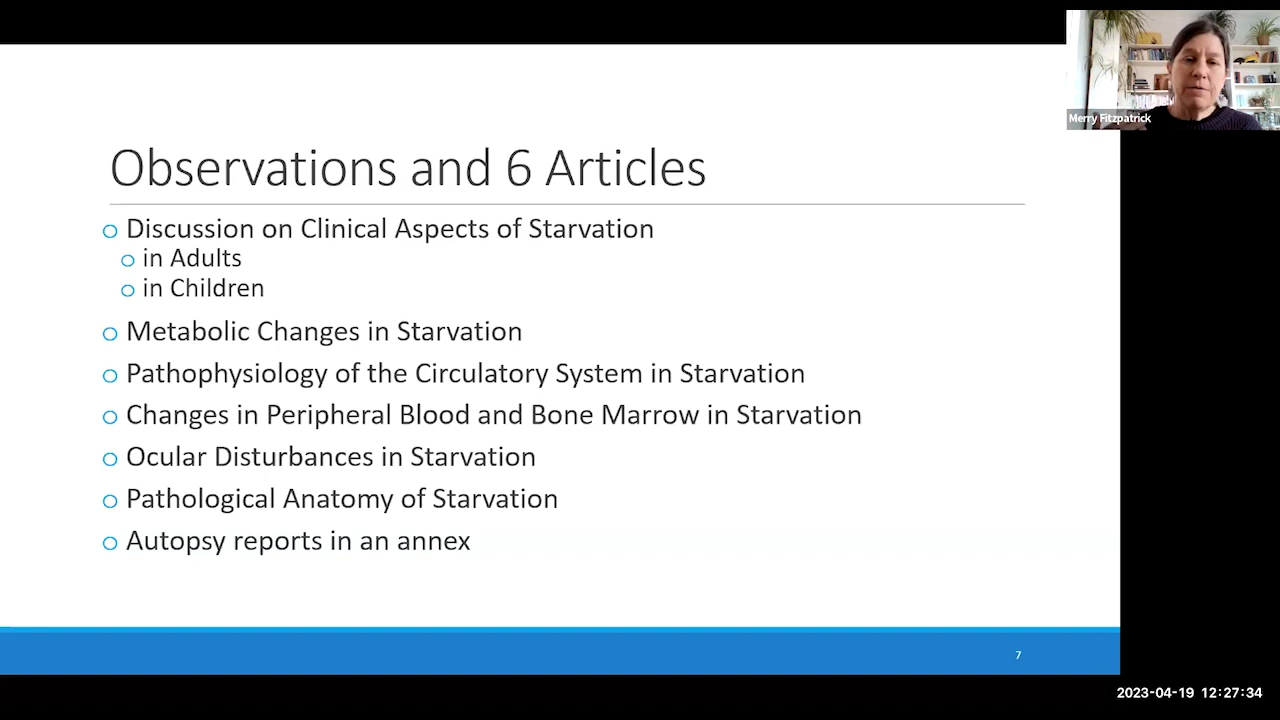 Merry Fitzpatrick
Observations and 6 Articles
Discussion on Clinical Aspects of Starvation
in Adults
in Children
Metabolic Changes in Starvation
Pathophysiology of the Circulatory System in Starvation
Changes in Peripheral Blood and Bone Marrow in Starvation
Ocular Disturbances in Starvation
Pathological Anatomy of Starvation
Autopsy reports in an annex
7
2023-04-19 12:27:34